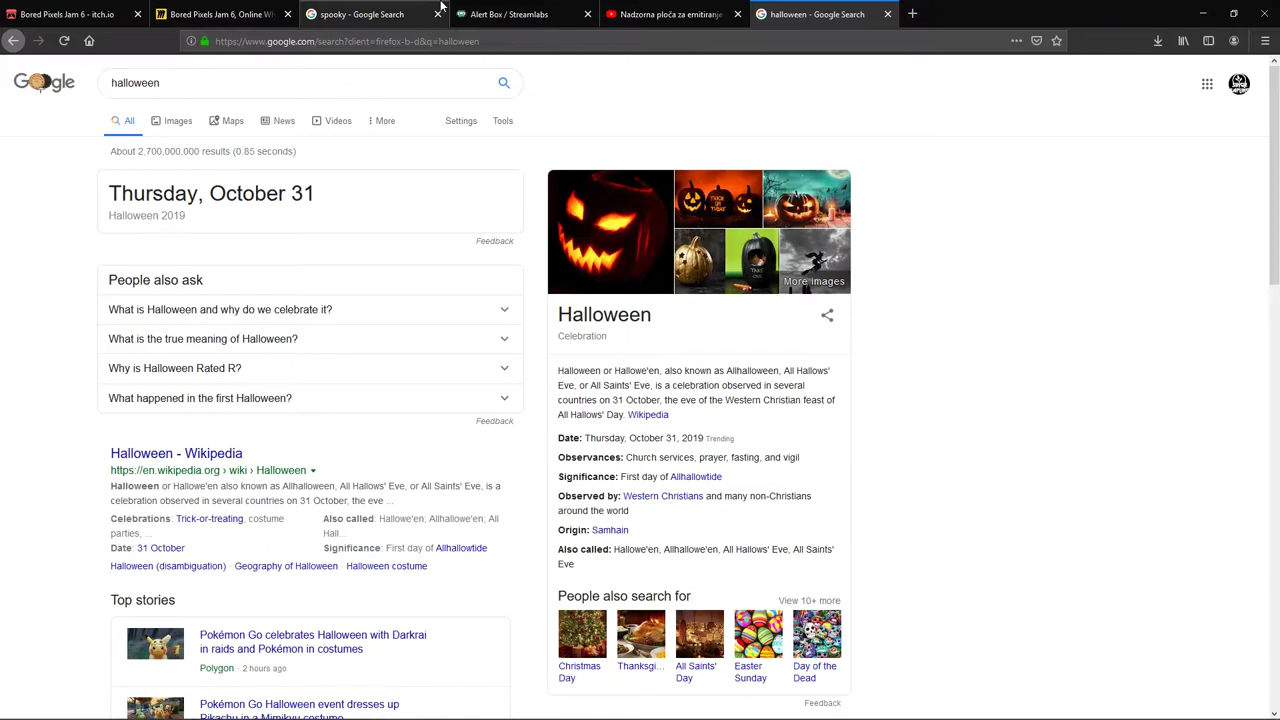 Bored Pixels Jam 6 - itch.io
Bored Pixels Jam 6, Online Wh
spooky - Google Search
Alert Box / Streamlabs
Nadzorna ploča za emitiranje
halloween - Google Search
https://www.google.com/search?client=firefox-b-d&q=halloween
halloween
All
Images
Maps
News
Videos
More
Settings
Tools
About 2,700,000,000 results (0.85 seconds)
Thursday, October 31
Halloween 2019
Feedback
People also ask
What is Halloween and why do we celebrate it?
What is the true meaning of Halloween?
Why is Halloween Rated R?
What happened in the first Halloween?
Feedback
Halloween - Wikipedia
https://en.wikipedia.org › wiki › Halloween
Halloween or Hallowe'en also known as Allhalloween, All Hallows' Eve, or All Saints' Eve, is a
celebration observed in several countries on 31 October, the eve ...
Celebrations: Trick-or-treating, costume
parties, ...
Also called: Hallowe'en; Allhallowe'en; All
Hall...
Date: 31 October
Significance: First day of Allhallowtide
Halloween (disambiguation) · Geography of Halloween · Halloween costume
Top stories
Pokémon Go celebrates Halloween with Darkrai
in raids and Pokémon in costumes
Polygon · 2 hours ago
Pokémon Go Halloween event dresses up
Pikachu in a Mimikyu costume
TRICK OR TREAT
More images
Halloween
Celebration
Halloween or Hallowe'en, also known as Allhalloween, All Hallows'
Eve, or All Saints' Eve, is a celebration observed in several
countries on 31 October, the eve of the Western Christian feast of
All Hallows' Day. Wikipedia
Date: Thursday, October 31, 2019 Trending
Observances: Church services, prayer, fasting, and vigil
Significance: First day of Allhallowtide
Observed by: Western Christians and many non-Christians
around the world
Origin: Samhain
Also called: Hallowe'en, Allhallowe'en, All Hallows' Eve, All Saints'
Eve
People also search for
View 10+ more
Christmas
Day
Thanksgi...
All Saints'
Day
Easter
Sunday
Day of the
Dead
Feedback